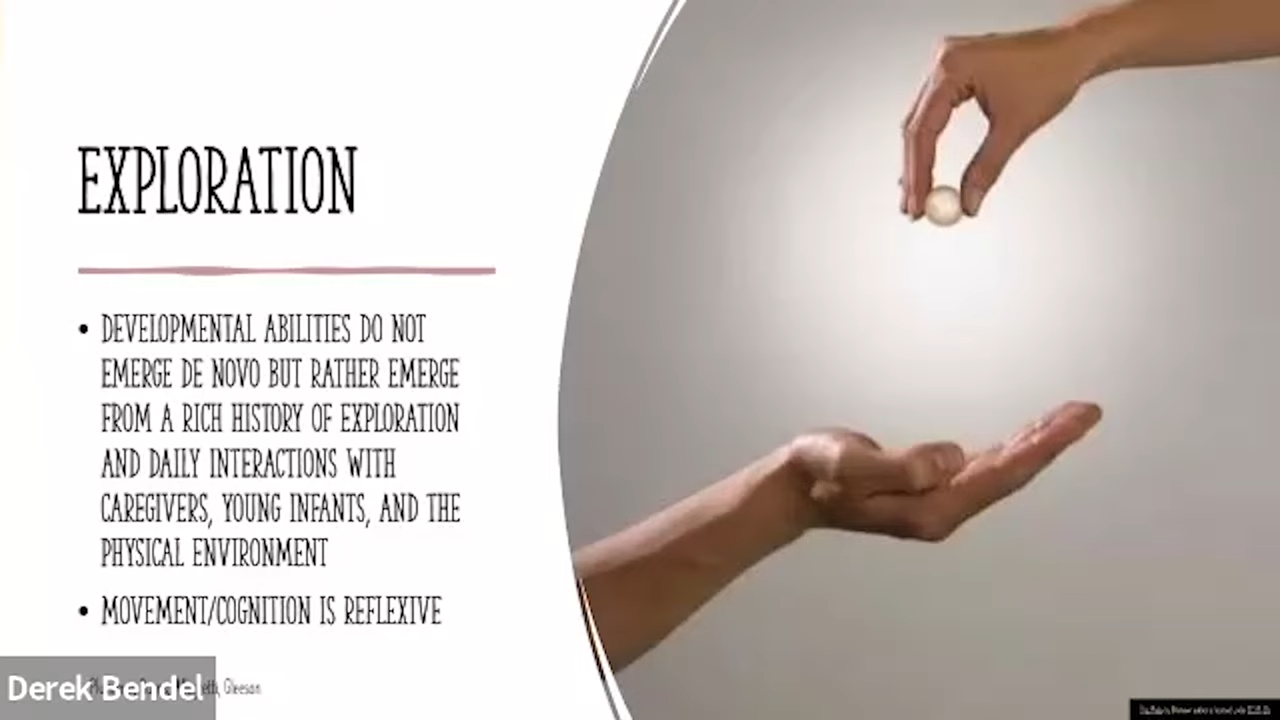 EXPLORATION
• DEVELOPMENTAL ABILITIES DO NOT
EMERGE DE NOVO BUT RATHER EMERGE
FROM A RICH HISTORY OF EXPLORATION
AND DAILY INTERACTIONS WITH
CAREGIVERS, YOUNG INFANTS, AND THE
PHYSICAL ENVIRONMENT
• MOVEMENT/COGNITION IS REFLEXIVE
Derek Bendel
Gleeson